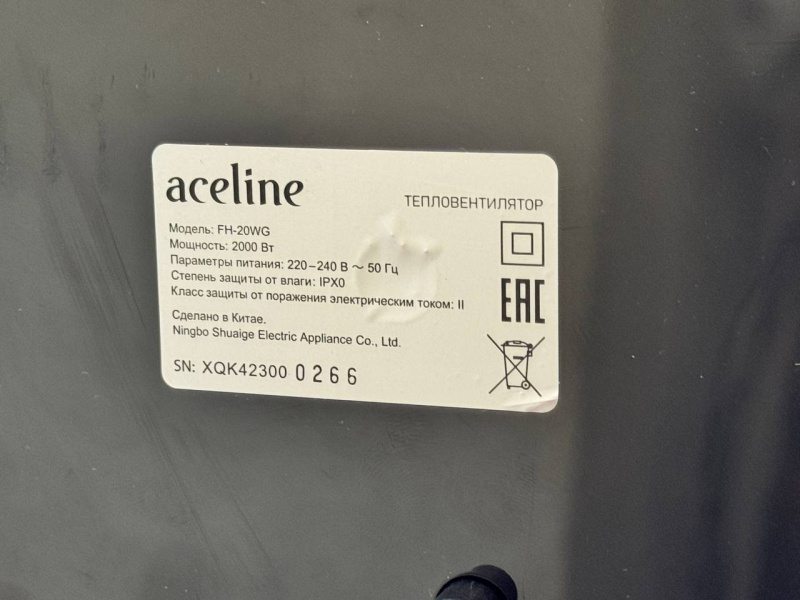 aceline
ТЕПЛОВЕНТИЛЯТОР
Модель: FH-20WG
Мощность: 2000 Вт
Параметры питания: 220–240 В ~ 50 Гц
Степень защиты от влаги: IPX0
Класс защиты от поражения электрическим током: II
Сделано в Китае.
Ningbo Shuaige Electric Appliance Co., Ltd.
SN: XQK42300 0266
EAC